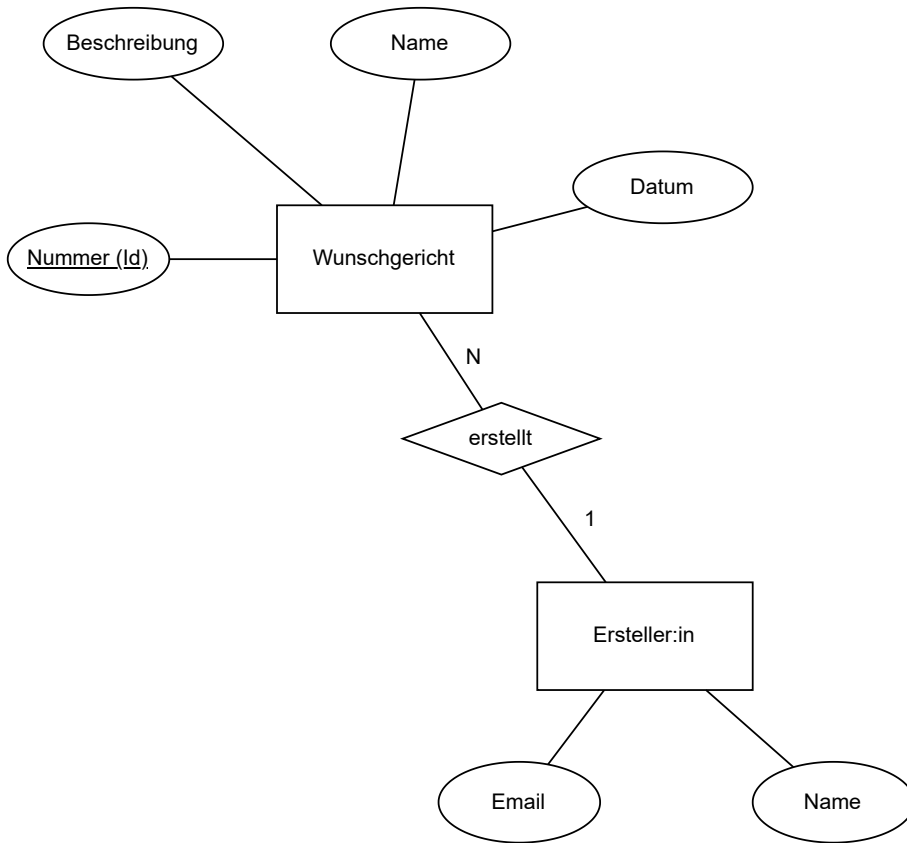 Beschreibung
Name
Datum
Nummer (Id)
Wunschgericht
N
erstellt
1
Ersteller:in
Email
Name